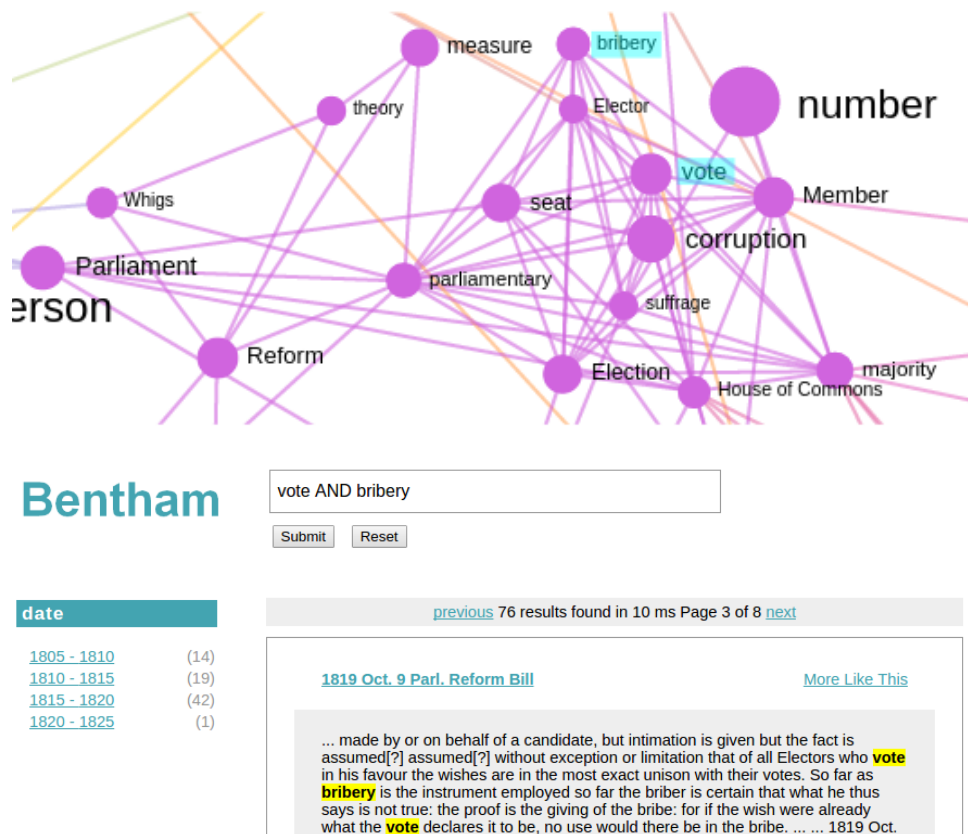 measure
bribery
theory
Elector
number
Whigs
vote
seat
Member
corruption
Parliament
parliamentary
erson
suffrage
Reform
Election
majority
House of Commons
Bentham
vote AND bribery
Submit Reset
date
previous 76 results found in 10 ms Page 3 of 8 next
1805 - 1810 (14)
1810 - 1815 (19)
1815 - 1820 (42)
1820 - 1825 (1)
1819 Oct. 9 Parl. Reform Bill More Like This
... made by or on behalf of a candidate, but intimation is given but the fact is
assumed[?] assumed[?] without exception or limitation that of all Electors who vote
in his favour the wishes are in the most exact unison with their votes. So far as
bribery is the instrument employed so far the briber is certain that what he thus
says is not true: the proof is the giving of the bribe: for if the wish were already
what the vote declares it to be, no use would there be in the bribe. ... ... 1819 Oct.